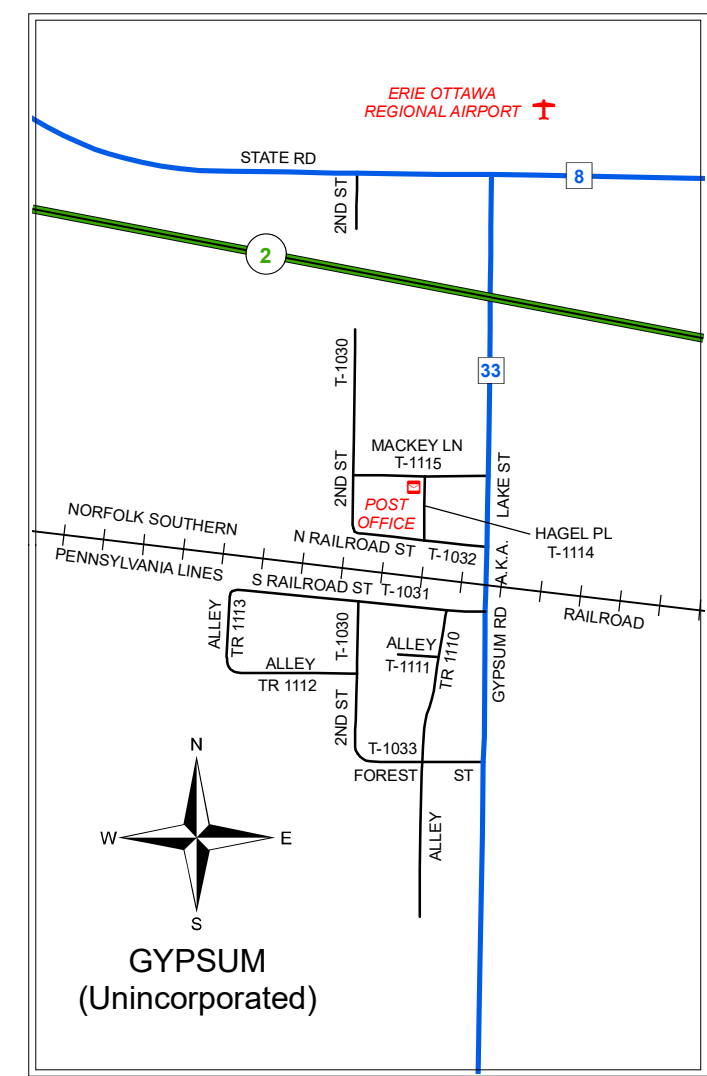 ERIE OTTAWA
REGIONAL AIRPORT
STATE RD
8
2ND ST
2
T-1030
33
MACKEY LN
T-1115
2ND ST
LAKE ST
POST
OFFICE
NORFOLK SOUTHERN
N RAILROAD ST
T-1032
HAGEL PL
T-1114
A.K.A.
PENNSYLVANIA LINES
S RAILROAD ST
T-1031
RAILROAD
ALLEY
TR 1113
T-1030
ALLEY
T-1111
TR 1110
GYPSUM RD
ALLEY
TR 1112
2ND ST
T-1033
FOREST ST
ALLEY
N
W
E
S
GYPSUM
(Unincorporated)